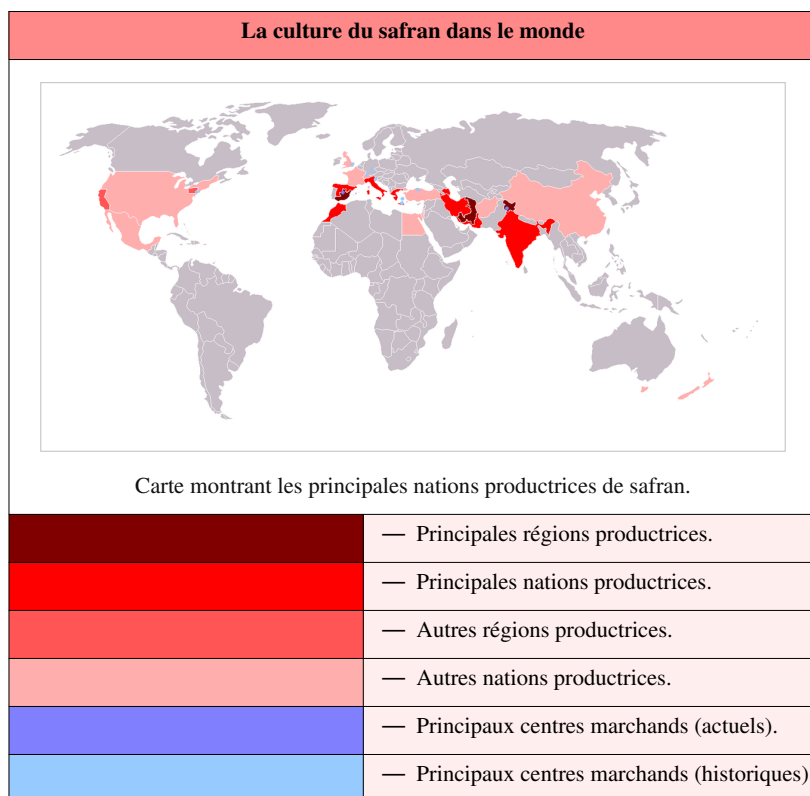 La culture du safran dans le monde
Carte montrant les principales nations productrices de safran.
— Principales régions productrices.
— Principales nations productrices.
— Autres régions productrices.
— Autres nations productrices.
— Principaux centres marchands (actuels).
— Principaux centres marchands (historiques)